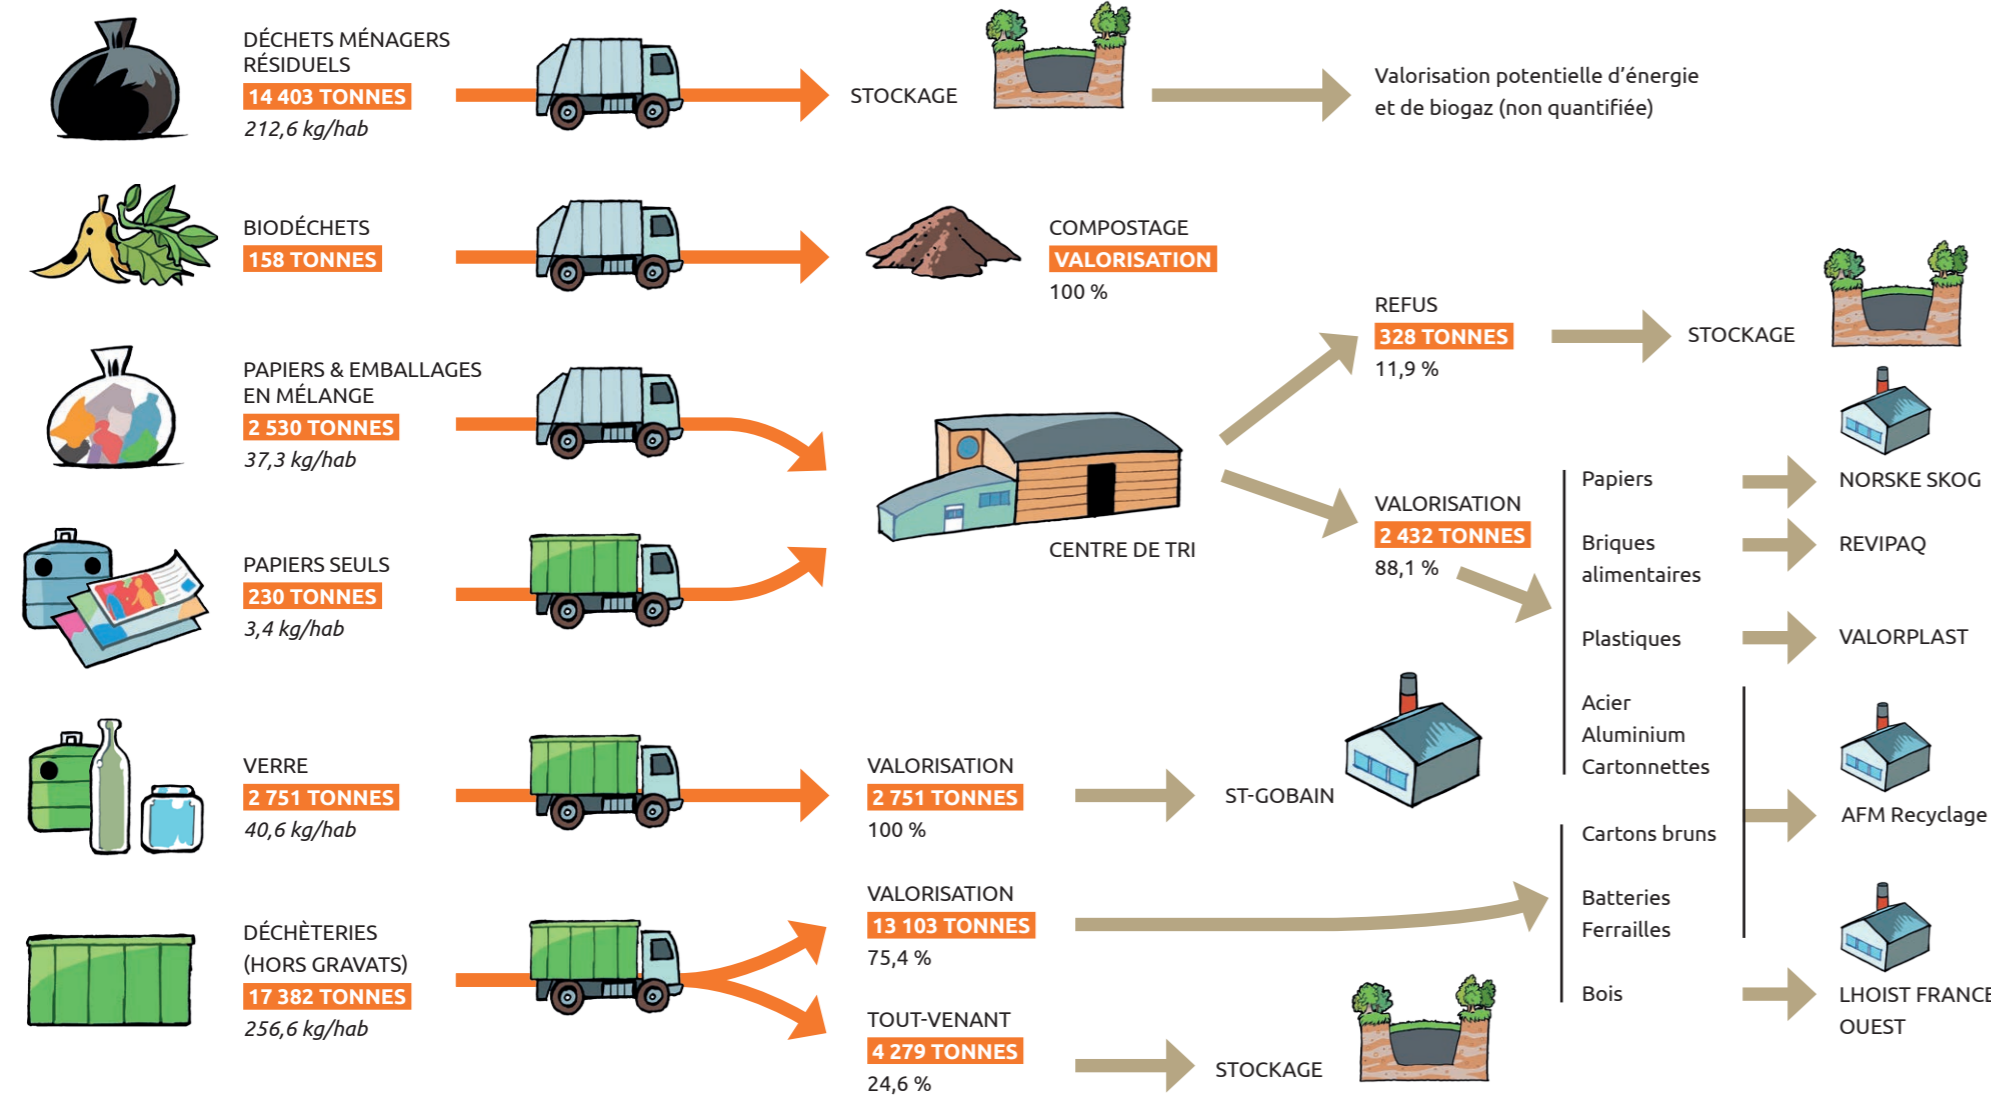 DÉCHETS MÉNAGERS
RÉSIDUELS
14 403 TONNES
212,6 kg/hab
STOCKAGE
Valorisation potentielle d'énergie
et de biogaz (non quantifiée)
BIODÉCHETS
158 TONNES
COMPOSTAGE
VALORISATION
100 %
PAPIERS & EMBALLAGES
EN MÉLANGE
2 530 TONNES
37,3 kg/hab
PAPIERS SEULS
230 TONNES
3,4 kg/hab
CENTRE DE TRI
REFUS
328 TONNES
11,9 %
STOCKAGE
VALORISATION
2 432 TONNES
88,1 %
Papiers
NORSKE SKOG
Briques
alimentaires
REVIPAQ
Plastiques
VALORPLAST
Acier
Aluminium
Cartonnettes
VERRE
2 751 TONNES
40,6 kg/hab
VALORISATION
2 751 TONNES
100 %
ST-GOBAIN
AFM Recyclage
DÉCHÈTERIES
(HORS GRAVATS)
17 382 TONNES
256,6 kg/hab
VALORISATION
13 103 TONNES
75,4 %
Cartons bruns
Batteries
Ferrailles
Bois
LHOIST FRANCE
OUEST
TOUT-VENANT
4 279 TONNES
24,6 %
STOCKAGE